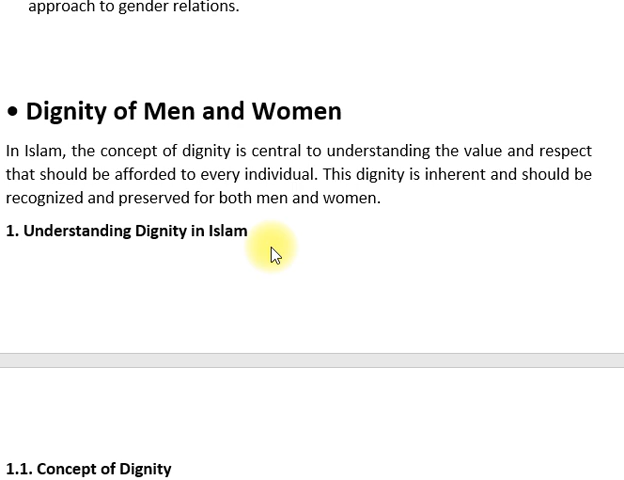 approach to gender relations.
• Dignity of Men and Women
In Islam, the concept of dignity is central to understanding the value and respect
that should be afforded to every individual. This dignity is inherent and should be
recognized and preserved for both men and women.
1. Understanding Dignity in Islam
1.1. Concept of Dignity